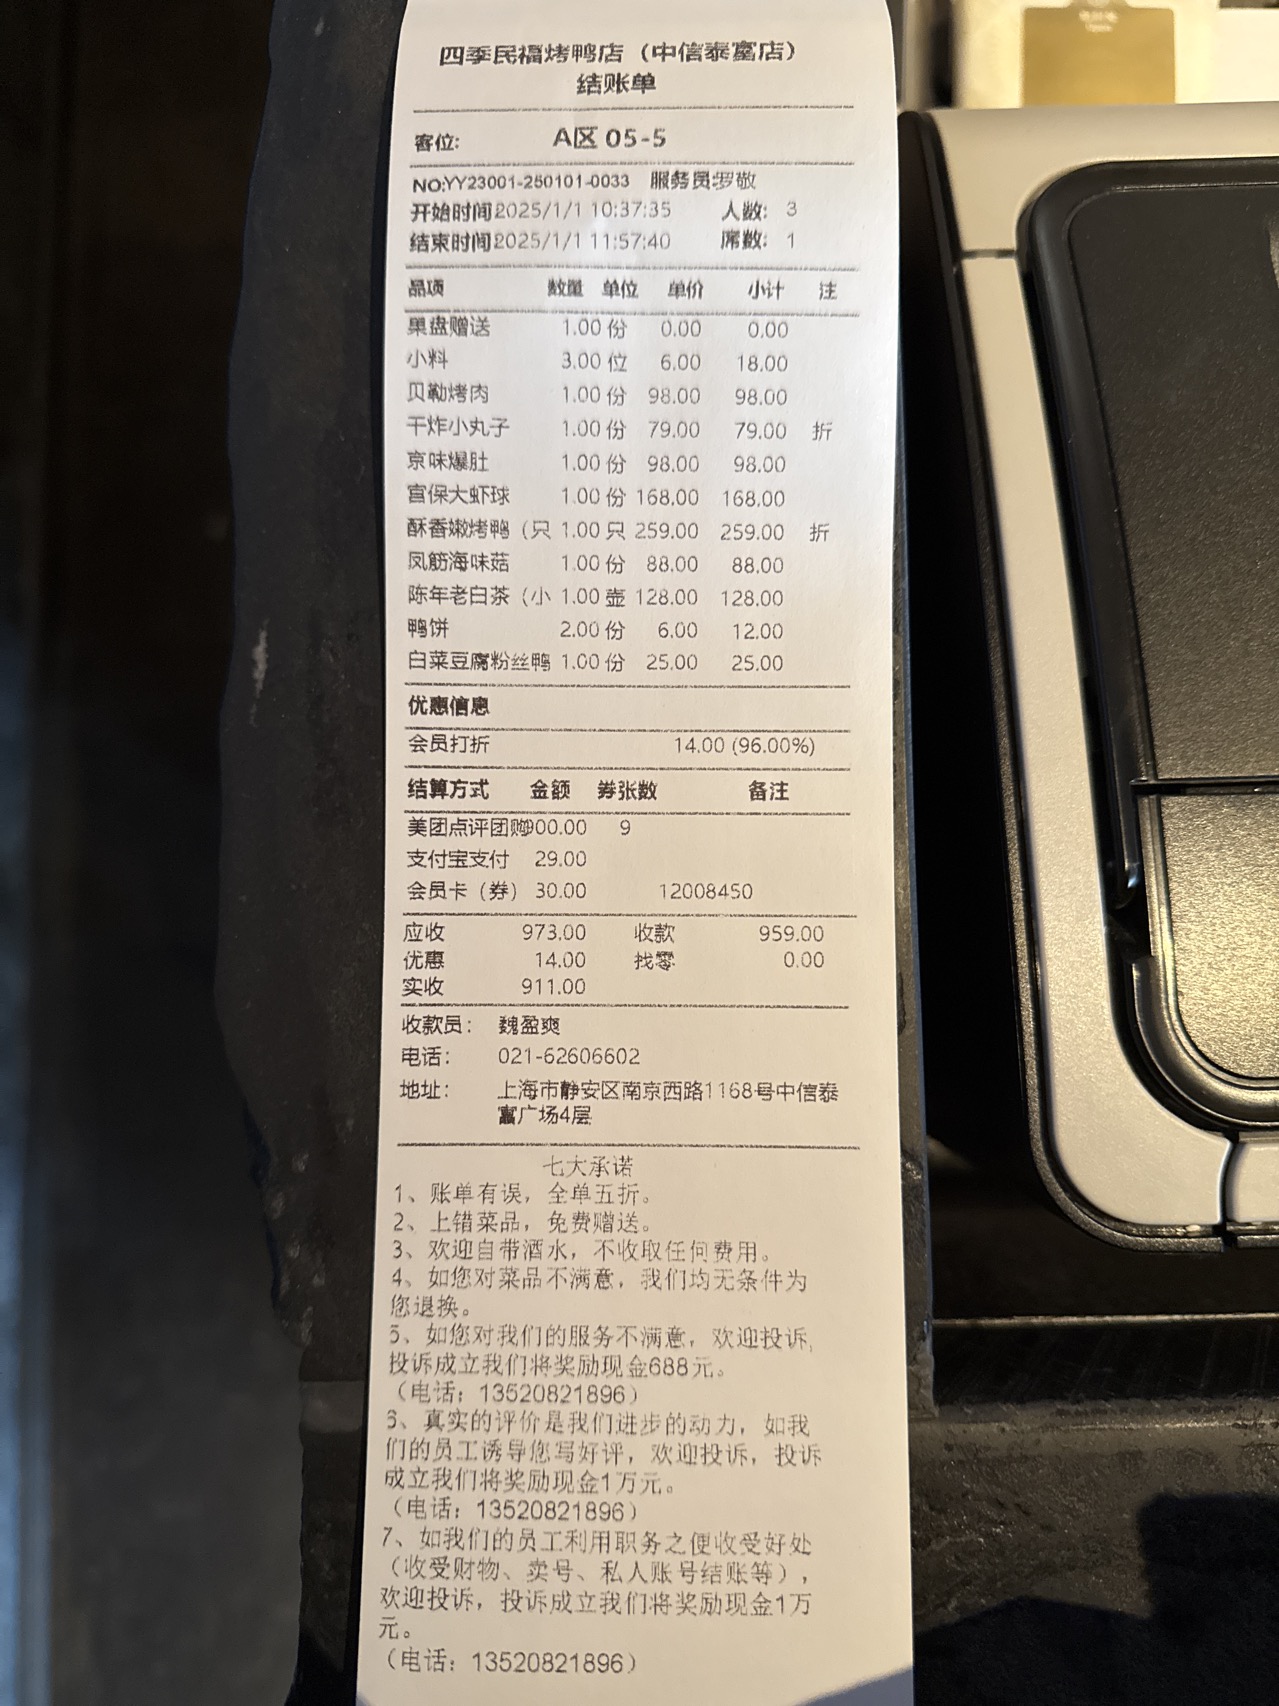 四季民福烤鸭店（中信泰富店）
结账单
客位: A区 05-5
NO:YY23001-250101-0033 服务员:罗敬
开始时间2025/1/1 10:37:35 人数: 3
结束时间2025/1/1 11:57:40 席数: 1
品项 数量 单位 单价 小计 注
果盘赠送 1.00 份 0.00 0.00
小料 3.00 位 6.00 18.00
贝勒烤肉 1.00 份 98.00 98.00
干炸小丸子 1.00 份 79.00 79.00 折
京味爆肚 1.00 份 98.00 98.00
宫保大虾球 1.00 份 168.00 168.00
酥香嫩烤鸭（只 1.00 只 259.00 259.00 折
凤筋海味菇 1.00 份 88.00 88.00
陈年老白茶（小 1.00 壶 128.00 128.00
鸭饼 2.00 份 6.00 12.00
白菜豆腐粉丝鸭 1.00 份 25.00 25.00
优惠信息
会员打折 14.00 (96.00%)
结算方式 金额 券张数 备注
美团点评团购900.00 9
支付宝支付 29.00
会员卡（券） 30.00 12008450
应收 973.00 收款 959.00
优惠 14.00 找零 0.00
实收 911.00
收款员: 魏盈爽
电话: 021-62606602
地址: 上海市静安区南京西路1168号中信泰
富广场4层
七大承诺
1、账单有误，全单五折。
2、上错菜品，免费赠送。
3、欢迎自带酒水，不收取任何费用。
4、如您对菜品不满意，我们均无条件为
您退换。
5、如您对我们的服务不满意，欢迎投诉，
投诉成立我们将奖励现金688元。
（电话：13520821896）
6、真实的评价是我们进步的动力，如我
们的员工诱导您写好评，欢迎投诉，投诉
成立我们将奖励现金1万元。
（电话：13520821896）
7、如我们的员工利用职务之便收受好处
（收受财物、卖号、私人账号结账等），
欢迎投诉，投诉成立我们将奖励现金1万
元。
（电话：13520821896）